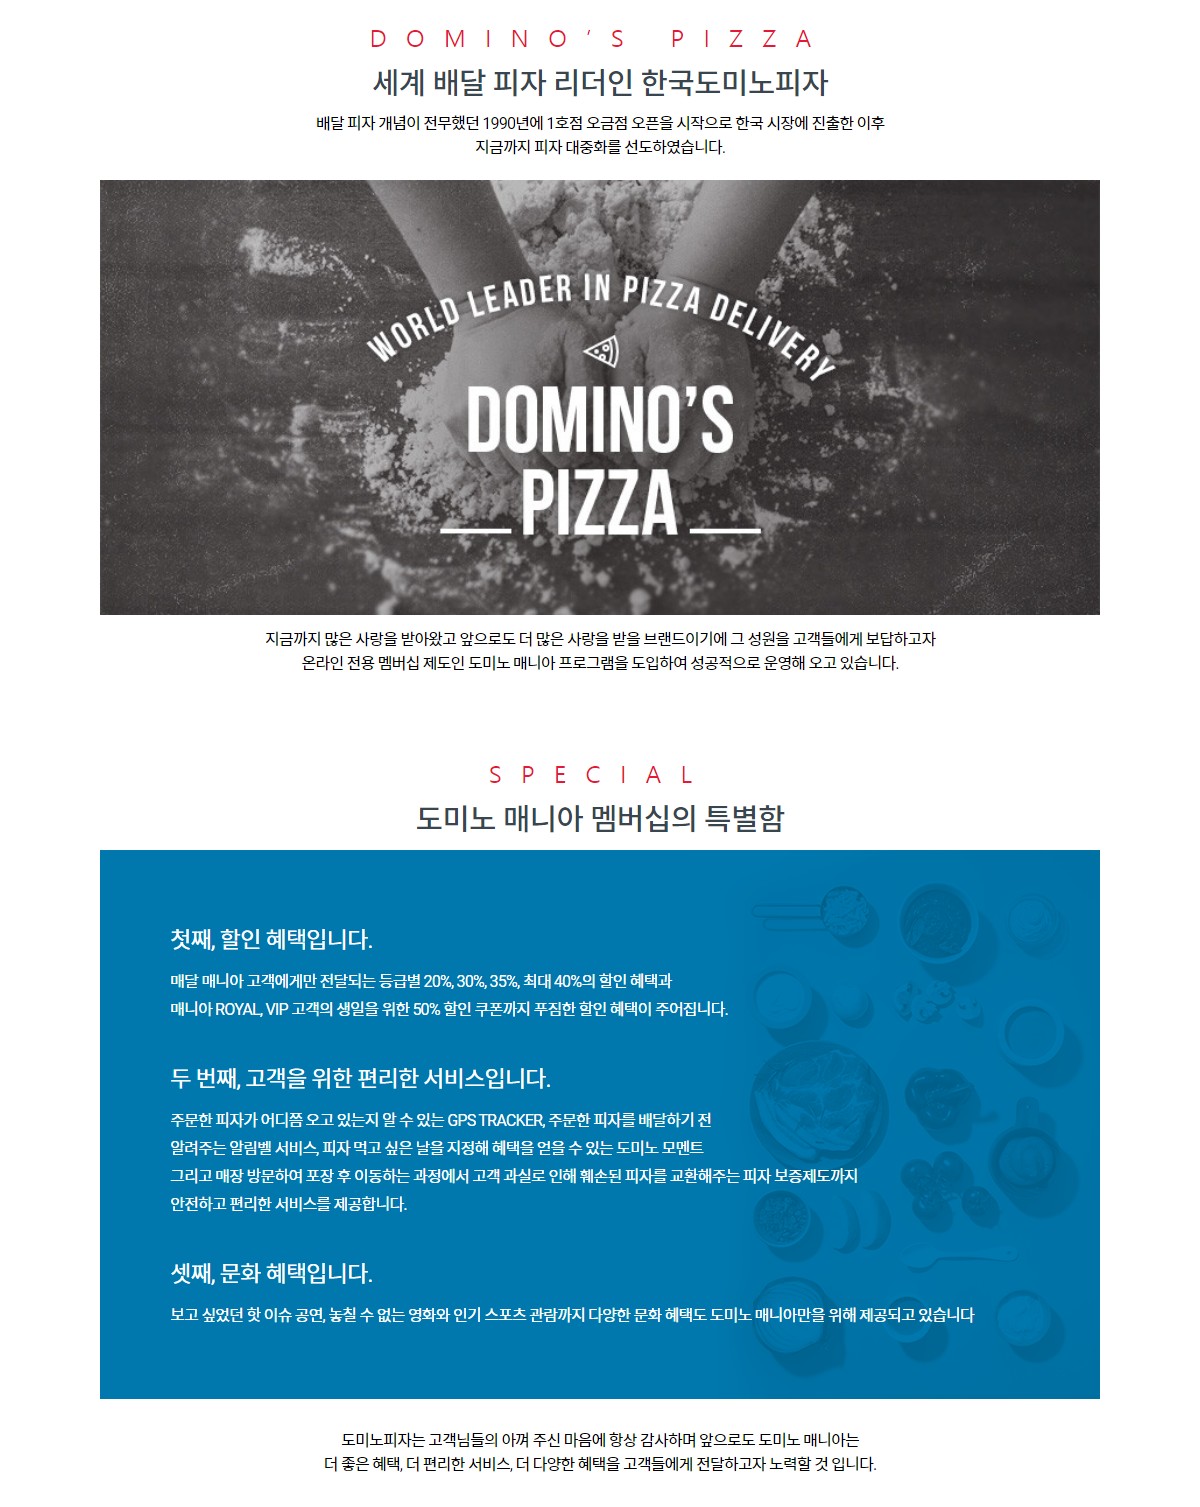 DOMINO'S PIZZA
세계 배달 피자 리더인 한국도미노피자
배달 피자 개념이 전무했던 1990년에 1호점 오금점 오픈을 시작으로 한국 시장에 진출한 이후
지금까지 피자 대중화를 선도하였습니다.
WORLD LEADER IN PIZZA DELIVERY
DOMINO'S
PIZZA
지금까지 많은 사랑을 받아왔고 앞으로도 더 많은 사랑을 받을 브랜드이기에 그 성원을 고객들에게 보답하고자
온라인 전용 멤버십 제도인 도미노 매니아 프로그램을 도입하여 성공적으로 운영해 오고 있습니다.
SPECIAL
도미노 매니아 멤버십의 특별함
첫째, 할인 혜택입니다.
매달 매니아 고객에게만 전달되는 등급별 20%, 30%, 35%, 최대 40%의 할인 혜택과
매니아 ROYAL, VIP 고객의 생일을 위한 50% 할인 쿠폰까지 푸짐한 할인 혜택이 주어집니다.
두 번째, 고객을 위한 편리한 서비스입니다.
주문한 피자가 어디쯤 오고 있는지 알 수 있는 GPS TRACKER, 주문한 피자를 배달하기 전
알려주는 알림벨 서비스, 피자 먹고 싶은 날을 지정해 혜택을 얻을 수 있는 도미노 모멘트
그리고 매장 방문하여 포장 후 이동하는 과정에서 고객 과실로 인해 훼손된 피자를 교환해주는 피자 보증제도까지
안전하고 편리한 서비스를 제공합니다.
셋째, 문화 혜택입니다.
보고 싶었던 핫 이슈 공연, 놓칠 수 없는 영화와 인기 스포츠 관람까지 다양한 문화 혜택도 도미노 매니아만을 위해 제공되고 있습니다
도미노피자는 고객님들의 아껴 주신 마음에 항상 감사하며 앞으로도 도미노 매니아는
더 좋은 혜택, 더 편리한 서비스, 더 다양한 혜택을 고객들에게 전달하고자 노력할 것 입니다.